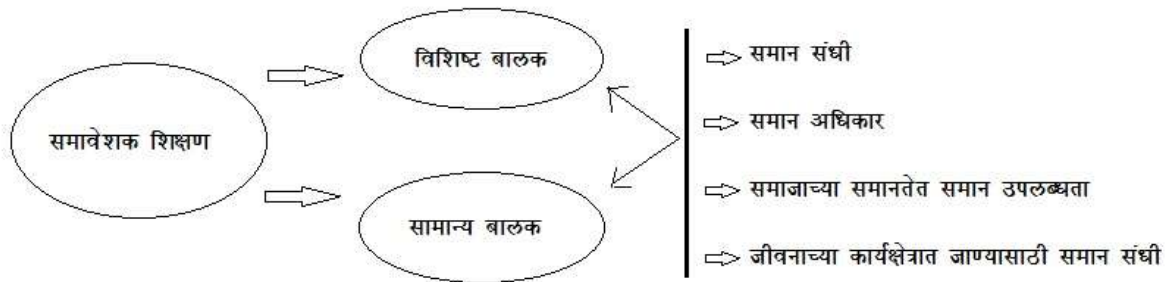 विशिष्ट बालक
समावेशक शिक्षण
सामान्य बालक
समान संधी
समान अधिकार
समाजाच्या समानतेत समान उपलब्धता
जीवनाच्या कार्यक्षेत्रात जाण्यासाठी समान संधी